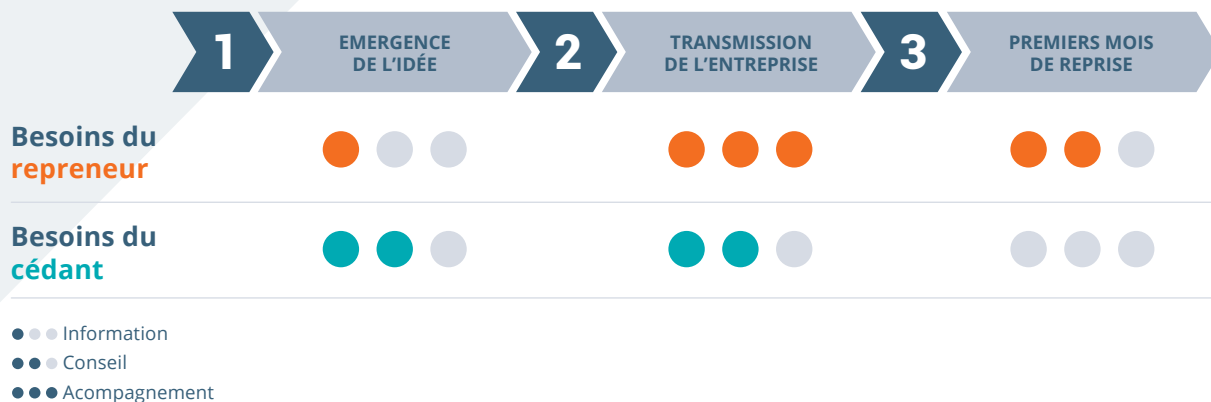 1
EMERGENCE
DE L’IDÉE
2
TRANSMISSION
DE L’ENTREPRISE
3
PREMIERS MOIS
DE REPRISE
Besoins du
repreneur
Besoins du
cédant
Information
Conseil
Acompagnement